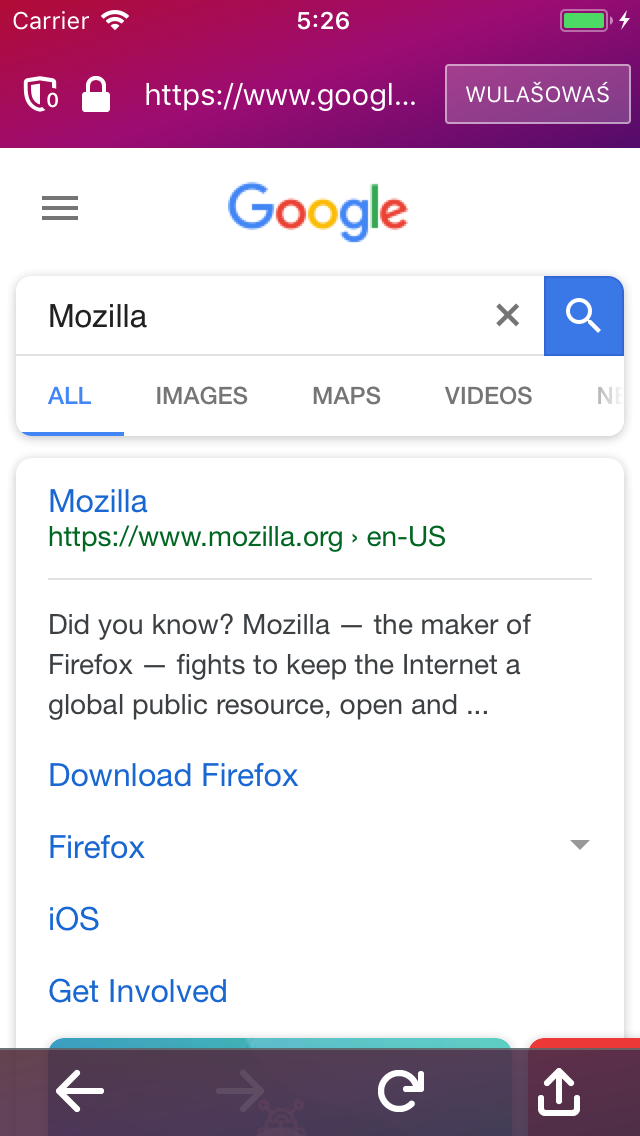 Carrier 5:26
0 https://www.googl... WULAŠOWAŚ
Google
Mozilla
ALL IMAGES MAPS VIDEOS NE
Mozilla
https://www.mozilla.org › en-US
Did you know? Mozilla — the maker of
Firefox — fights to keep the Internet a
global public resource, open and ...
Download Firefox
Firefox
iOS
Get Involved